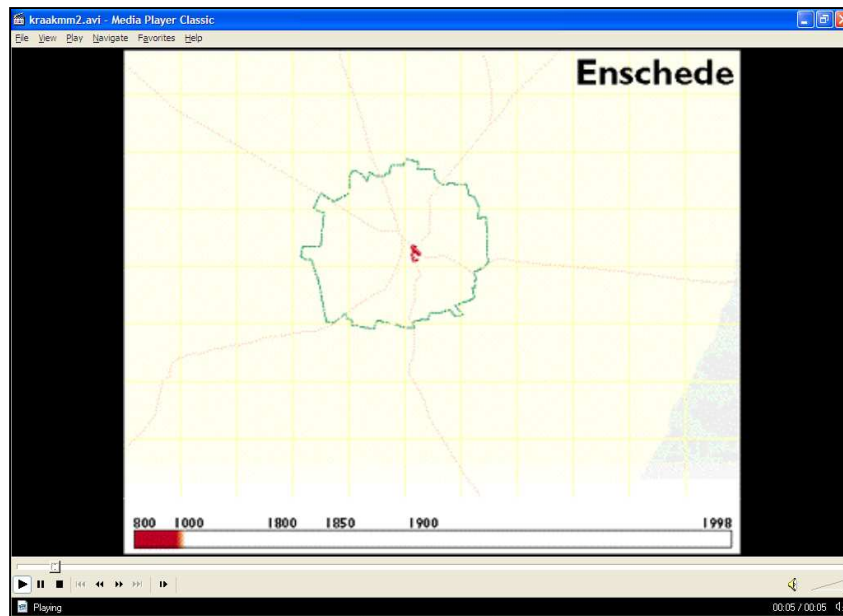 kraakmm2.avi - Media Player Classic
File View Play Navigate Favorites Help
Enschede
800 1000 1800 1850 1900 1998
Playing 00:05 / 00:05